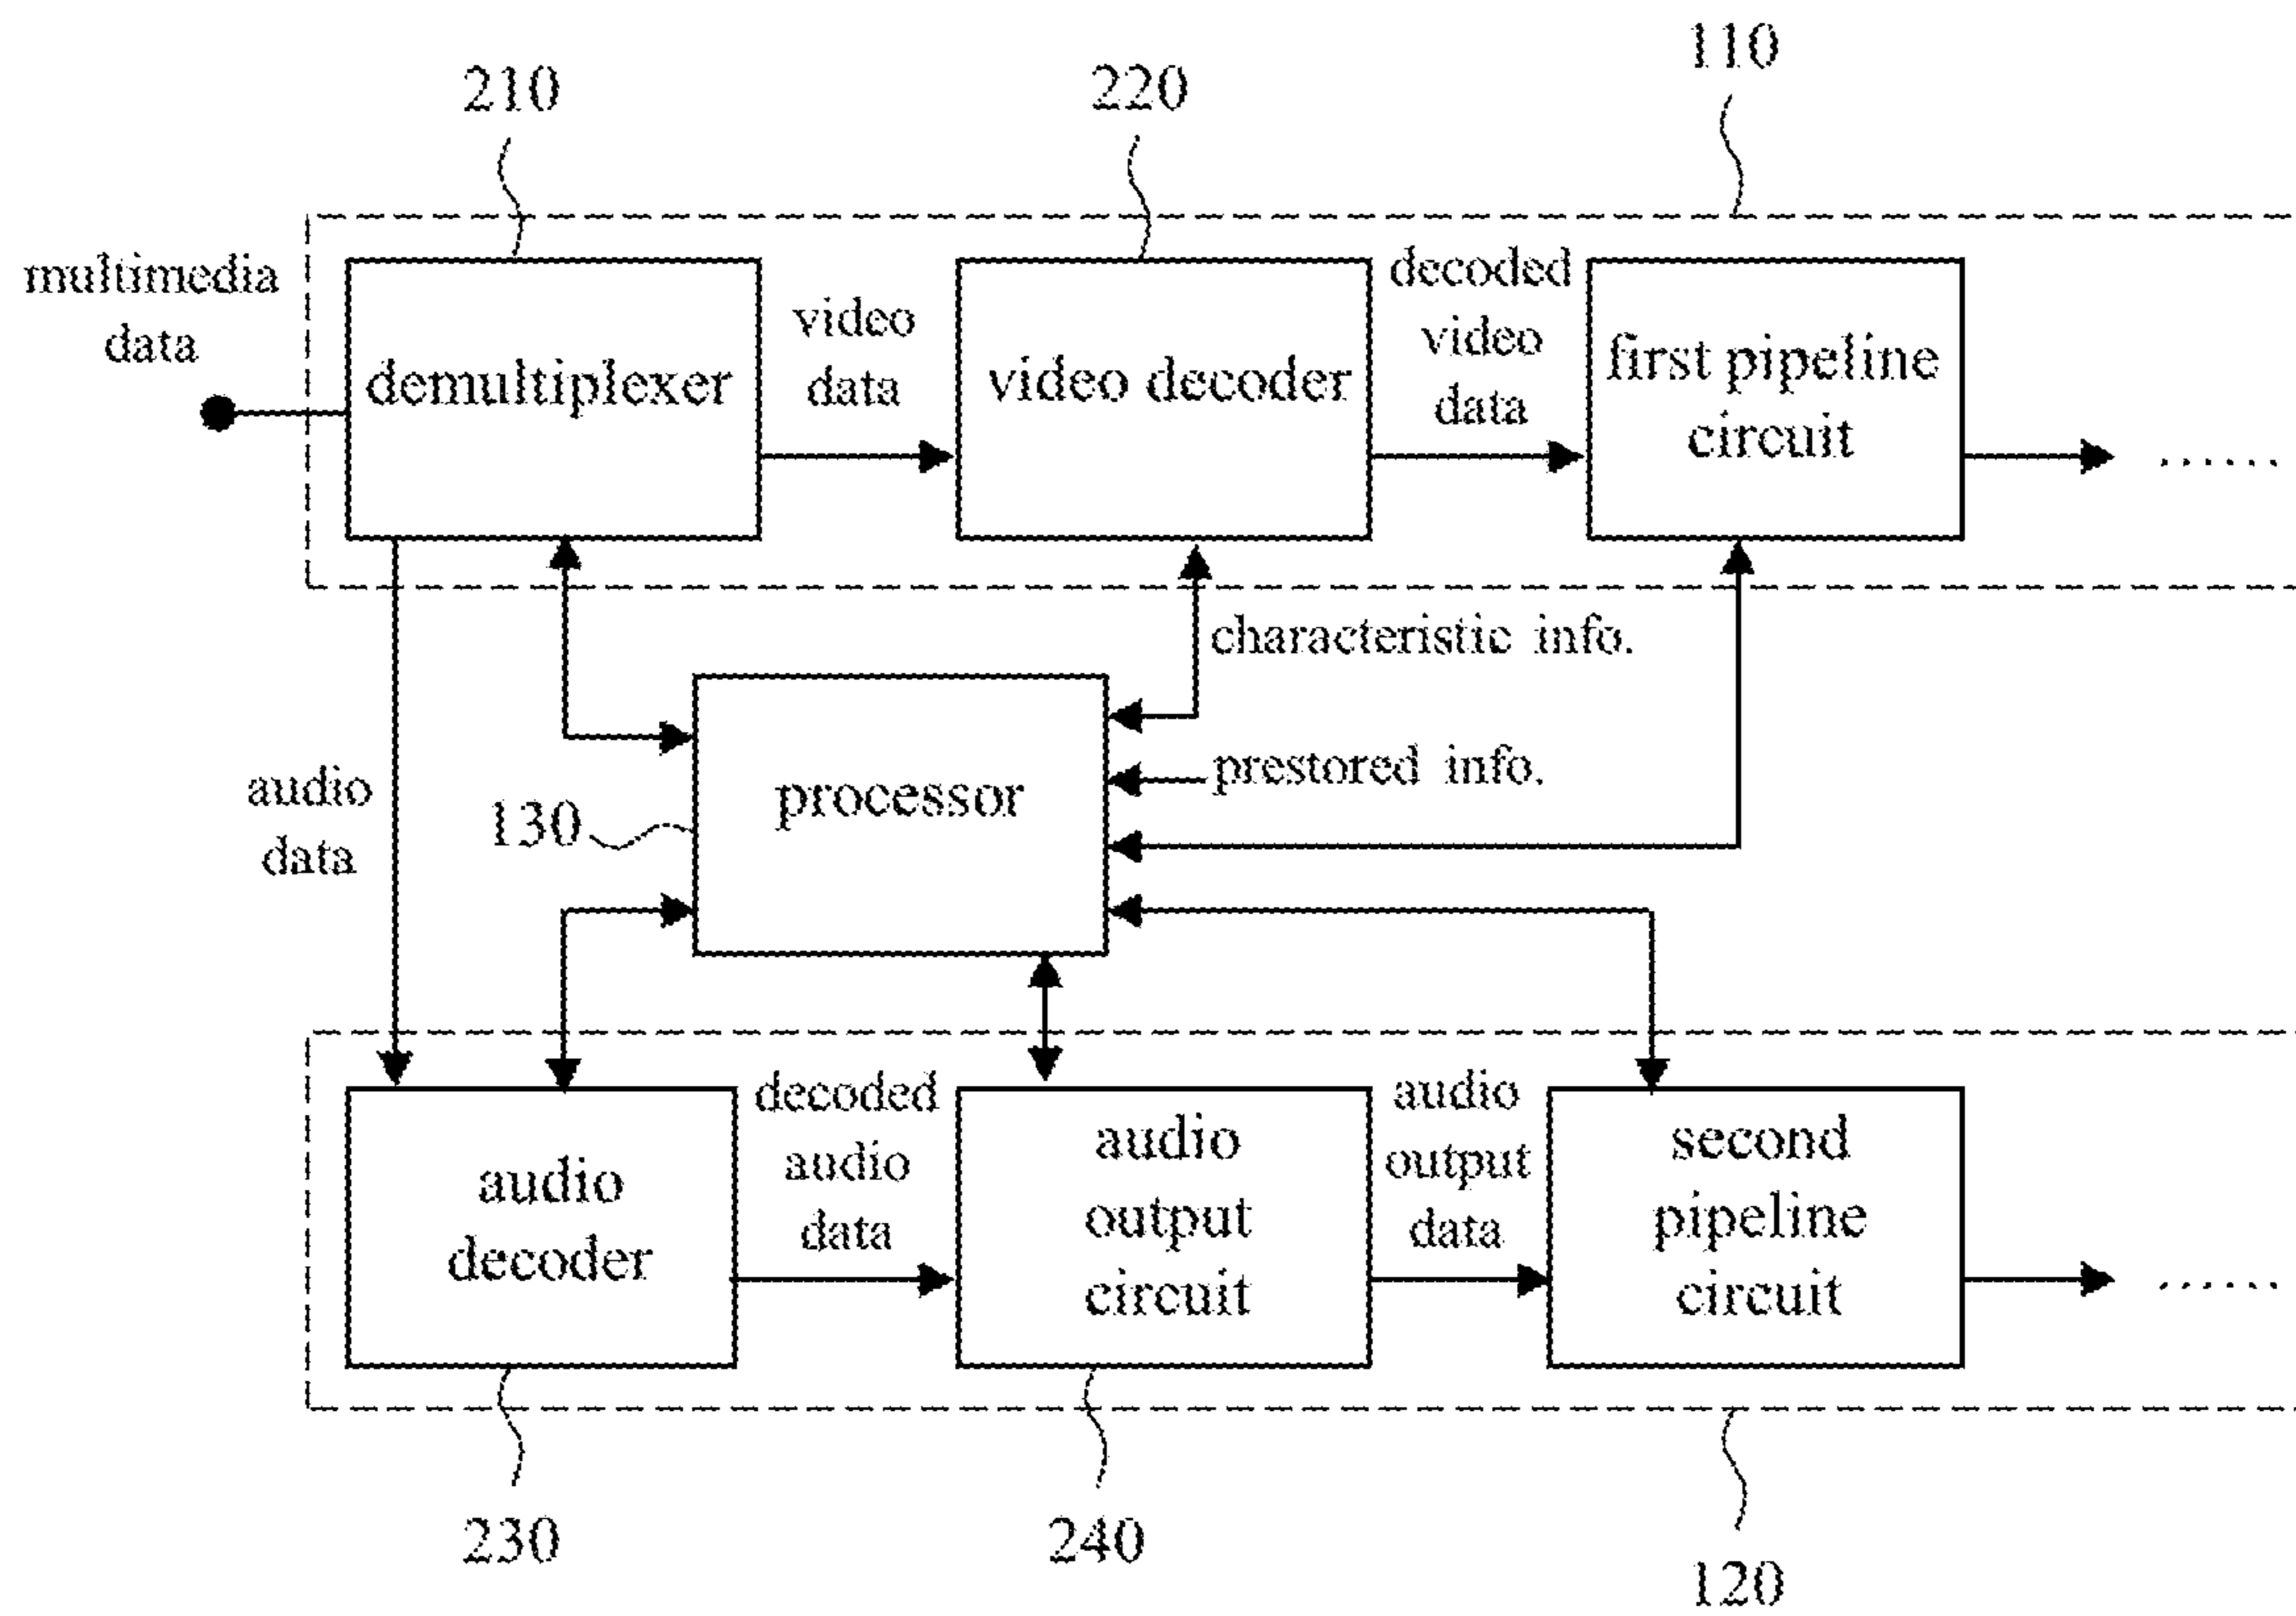 110
210
220
multimedia
data
demultiplexer
video
data
video decoder
decoded
video
data
first pipeline
circuit
......
characteristic info.
prestored info.
processor
130
audio
data
audio
decoder
decoded
audio
data
audio
output
circuit
audio
output
data
second
pipeline
circuit
......
230
240
120